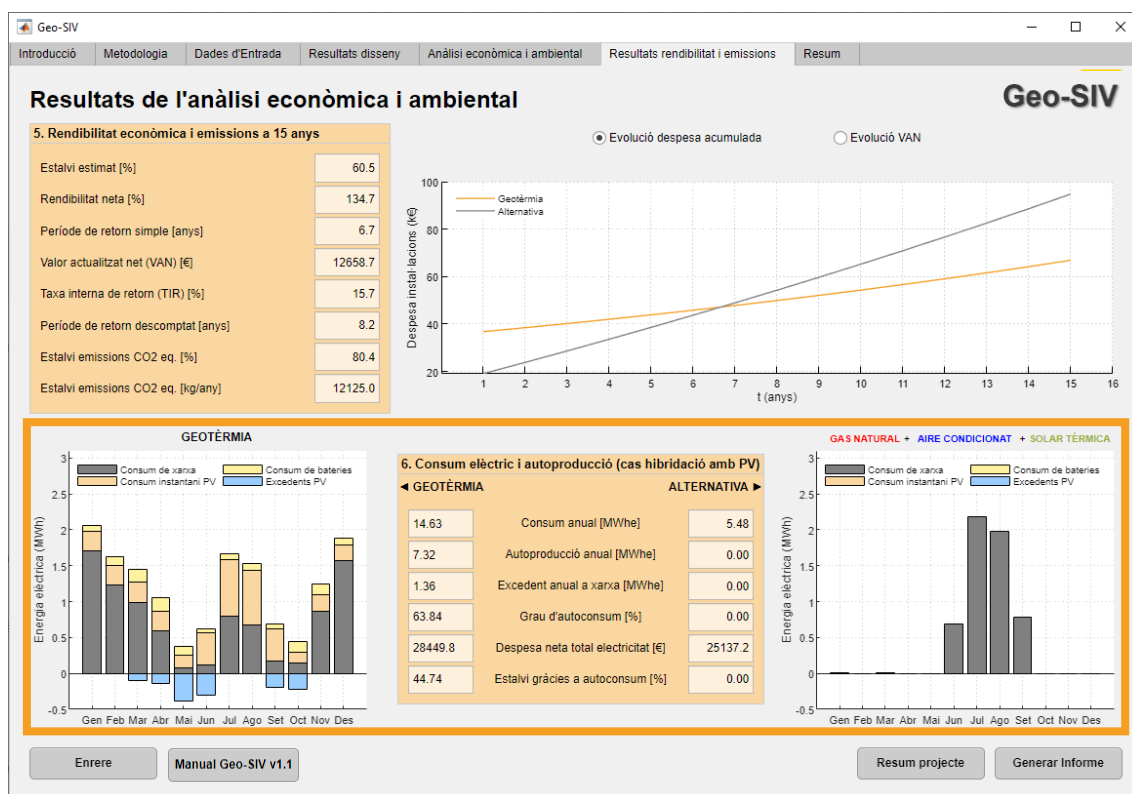 Geo-SIV
Introducció Metodologia Dades d'Entrada Resultats disseny Anàlisi econòmica i ambiental Resultats rendibilitat i emissions Resum
Resultats de l'anàlisi econòmica i ambiental
Geo-SIV
5. Rendibilitat econòmica i emissions a 15 anys
Estalvi estimat [%] 60.5
Rendibilitat neta [%] 134.7
Període de retorn simple [anys] 6.7
Valor actualitzat net (VAN) [€] 12658.7
Taxa interna de retorn (TIR) [%] 15.7
Període de retorn descomptat [anys] 8.2
Estalvi emissions CO2 eq. [%] 80.4
Estalvi emissions CO2 eq. [kg/any] 12125.0
Evolució despesa acumulada Evolució VAN
Despesa instal·lacions (k€)
100
80
60
40
20
Geotèrmia
Alternativa
1 2 3 4 5 6 7 8 9 10 11 12 13 14 15 16
t (anys)
GEOTÈRMIA
Consum de xarxa Consum de bateries
Consum instantani PV Excedents PV
Energia elèctrica (MWh)
3
2.5
2
1.5
1
0.5
0
-0.5
Gen Feb Mar Abr Mai Jun Jul Ago Set Oct Nov Des
6. Consum elèctric i autoproducció (cas hibridació amb PV)
◄ GEOTÈRMIA ALTERNATIVA ►
14.63 Consum anual [MWhe] 5.48
7.32 Autoproducció anual [MWhe] 0.00
1.36 Excedent anual a xarxa [MWhe] 0.00
63.84 Grau d'autoconsum [%] 0.00
28449.8 Despesa neta total electricitat [€] 25137.2
44.74 Estalvi gràcies a autoconsum [%] 0.00
GAS NATURAL + AIRE CONDICIONAT + SOLAR TÈRMICA
Consum de xarxa Consum de bateries
Consum instantani PV Excedents PV
Energia elèctrica (MWh)
3
2.5
2
1.5
1
0.5
0
-0.5
Gen Feb Mar Abr Mai Jun Jul Ago Set Oct Nov Des
Enrere Manual Geo-SIV v1.1 Resum projecte Generar Informe